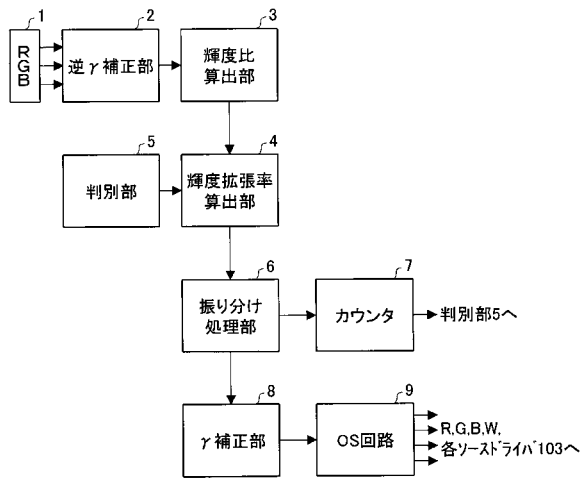 1
2
3
RGB
逆γ補正部
輝度比
算出部
5
4
判別部
輝度拡張率
算出部
6
7
振り分け
処理部
カウンタ
判別部5へ
8
9
γ補正部
OS回路
R,G,B,W,
各ソースドライバ103へ